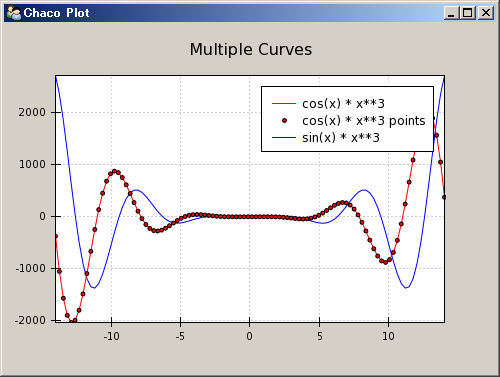 Chaco Plot
Multiple Curves
cos(x) * x**3
cos(x) * x**3 points
sin(x) * x**3
2000
1000
0
-1000
-2000
-10 -5 0 5 10